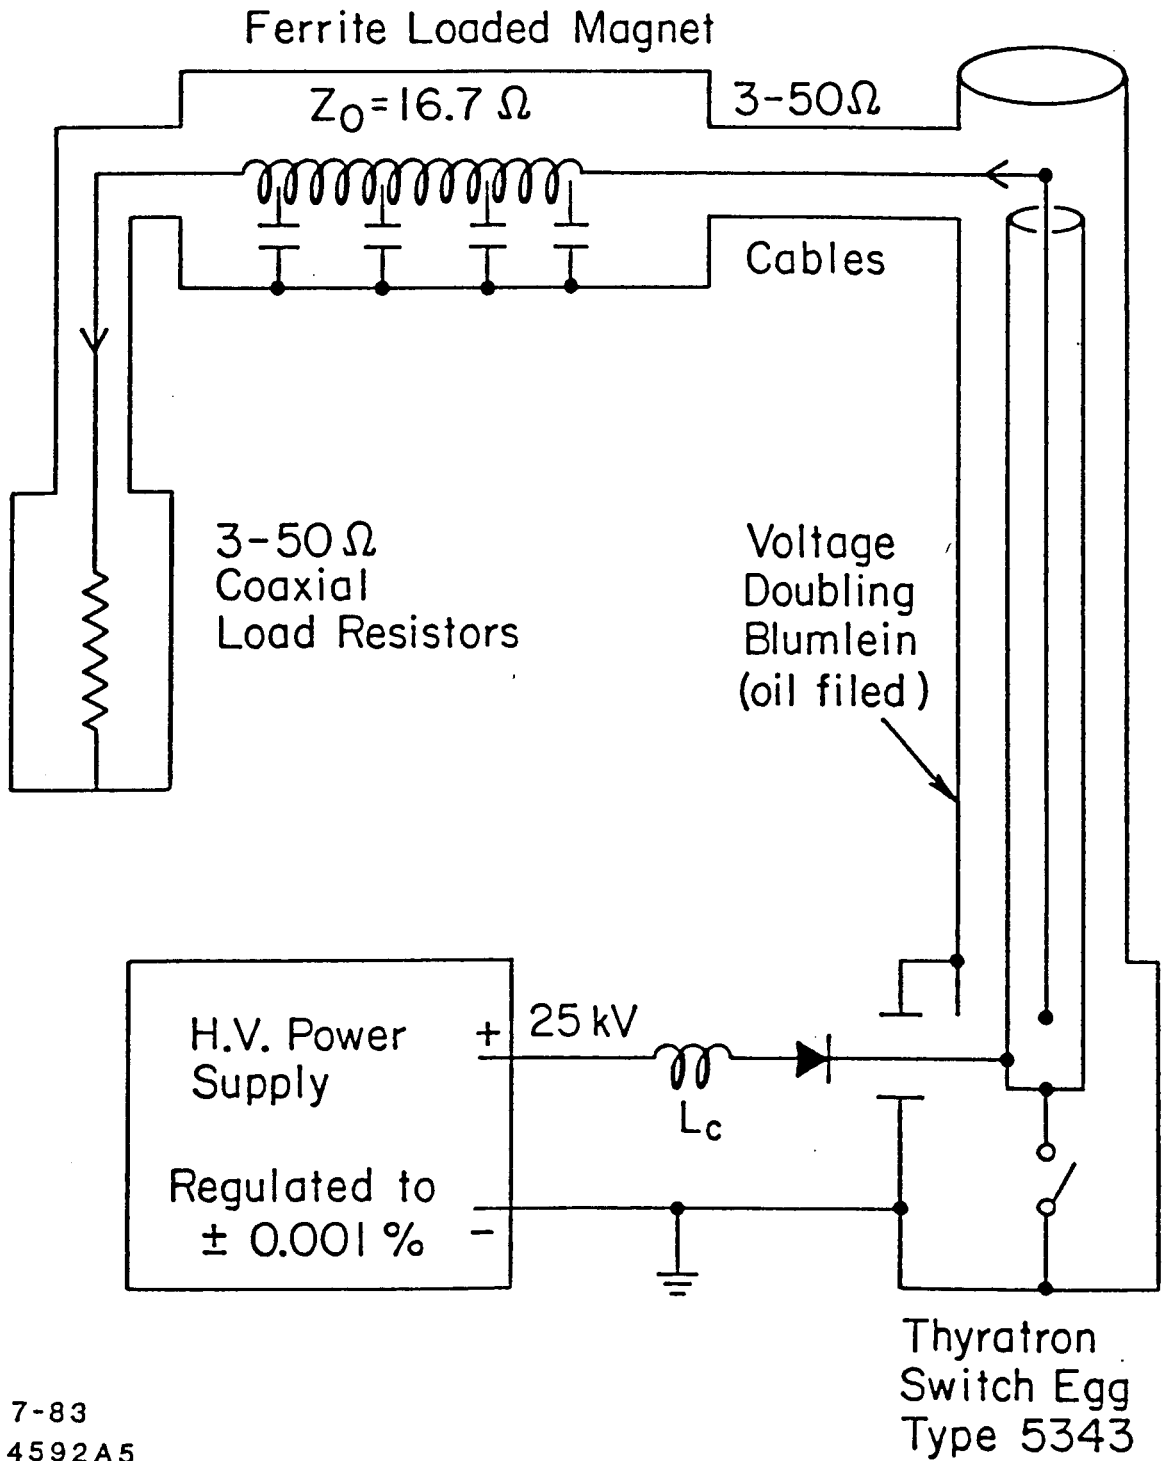 Ferrite Loaded Magnet
Z₀=16.7 Ω
3-50Ω
Cables
3-50Ω
Coaxial
Load Resistors
Voltage
Doubling
Blumlein
(oil filed)
H.V. Power
Supply
+
25 kV
Lc
Regulated to
± 0.001 %
−
Thyratron
Switch Egg
Type 5343
7-83
4592A5